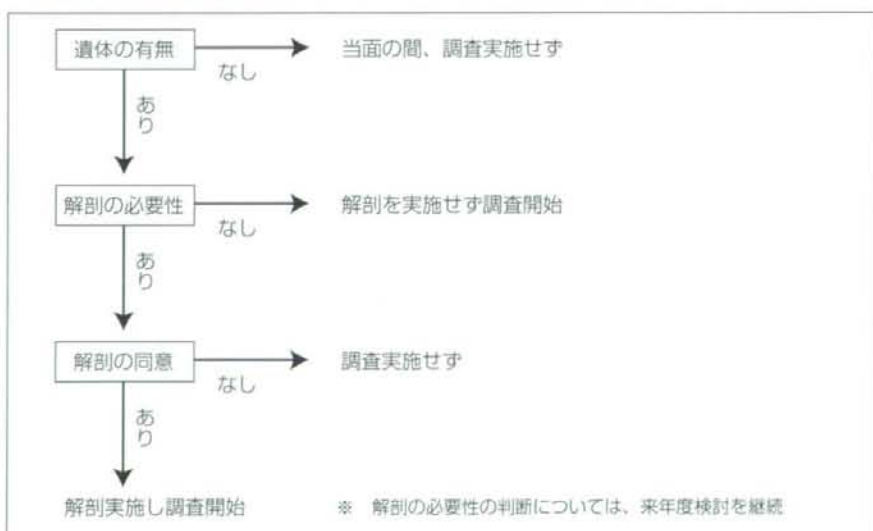 遺体の有無
なし
当面の間、調査実施せず
あり
解剖の必要性
なし
解剖を実施せず調査開始
あり
解剖の同意
なし
調査実施せず
あり
解剖実施し調査開始
※ 解剖の必要性の判断については、来年度検討を継続